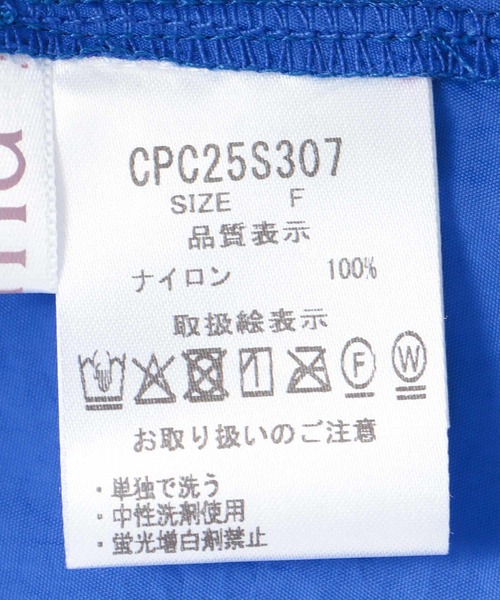 CPC25S307
SIZE F
品質表示
ナイロン 100%
取扱絵表示
F W
お取り扱いのご注意
・単独で洗う
・中性洗剤使用
・蛍光増白剤禁止